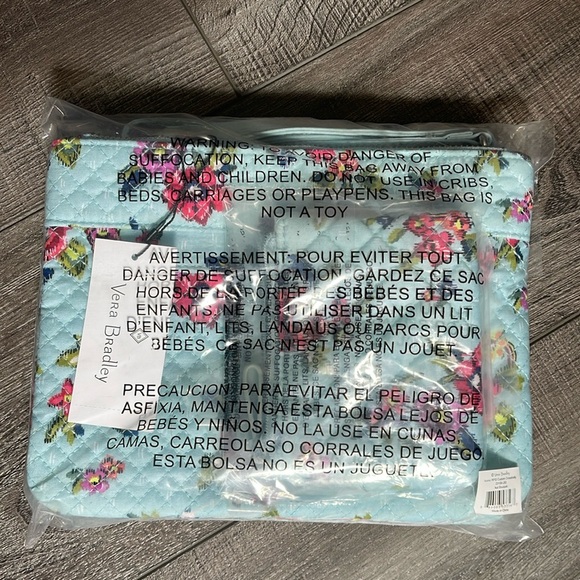 WARNING: TO AVOID DANGER OF
SUFFOCATION, KEEP THIS BAG AWAY FROM
BABIES AND CHILDREN. DO NOT USE IN CRIBS,
BEDS, CARRIAGES OR PLAYPENS. THIS BAG IS
NOT A TOY
AVERTISSEMENT: POUR EVITER TOUT
DANGER DE SUFFOCATION, GARDEZ CE SAC
HORS DE LA PORTÉE DES BÉBÉS ET DES
ENFANTS. NE PAS UTILISER DANS UN LIT
D'ENFANT, LITS, LANDAUS OU PARCS POUR
BÉBÉS. CE SAC N'EST PAS UN JOUET.
PRECAUCION: PARA EVITAR EL PELIGRO DE
ASFIXIA, MANTENGA ESTA BOLSA LEJOS DE
BEBÉS Y NIÑOS. NO LA USE EN CUNAS,
CAMAS, CARREOLAS O CORRALES DE JUEGO
ESTA BOLSA NO ES UN JUGUETE.
Vera Bradley